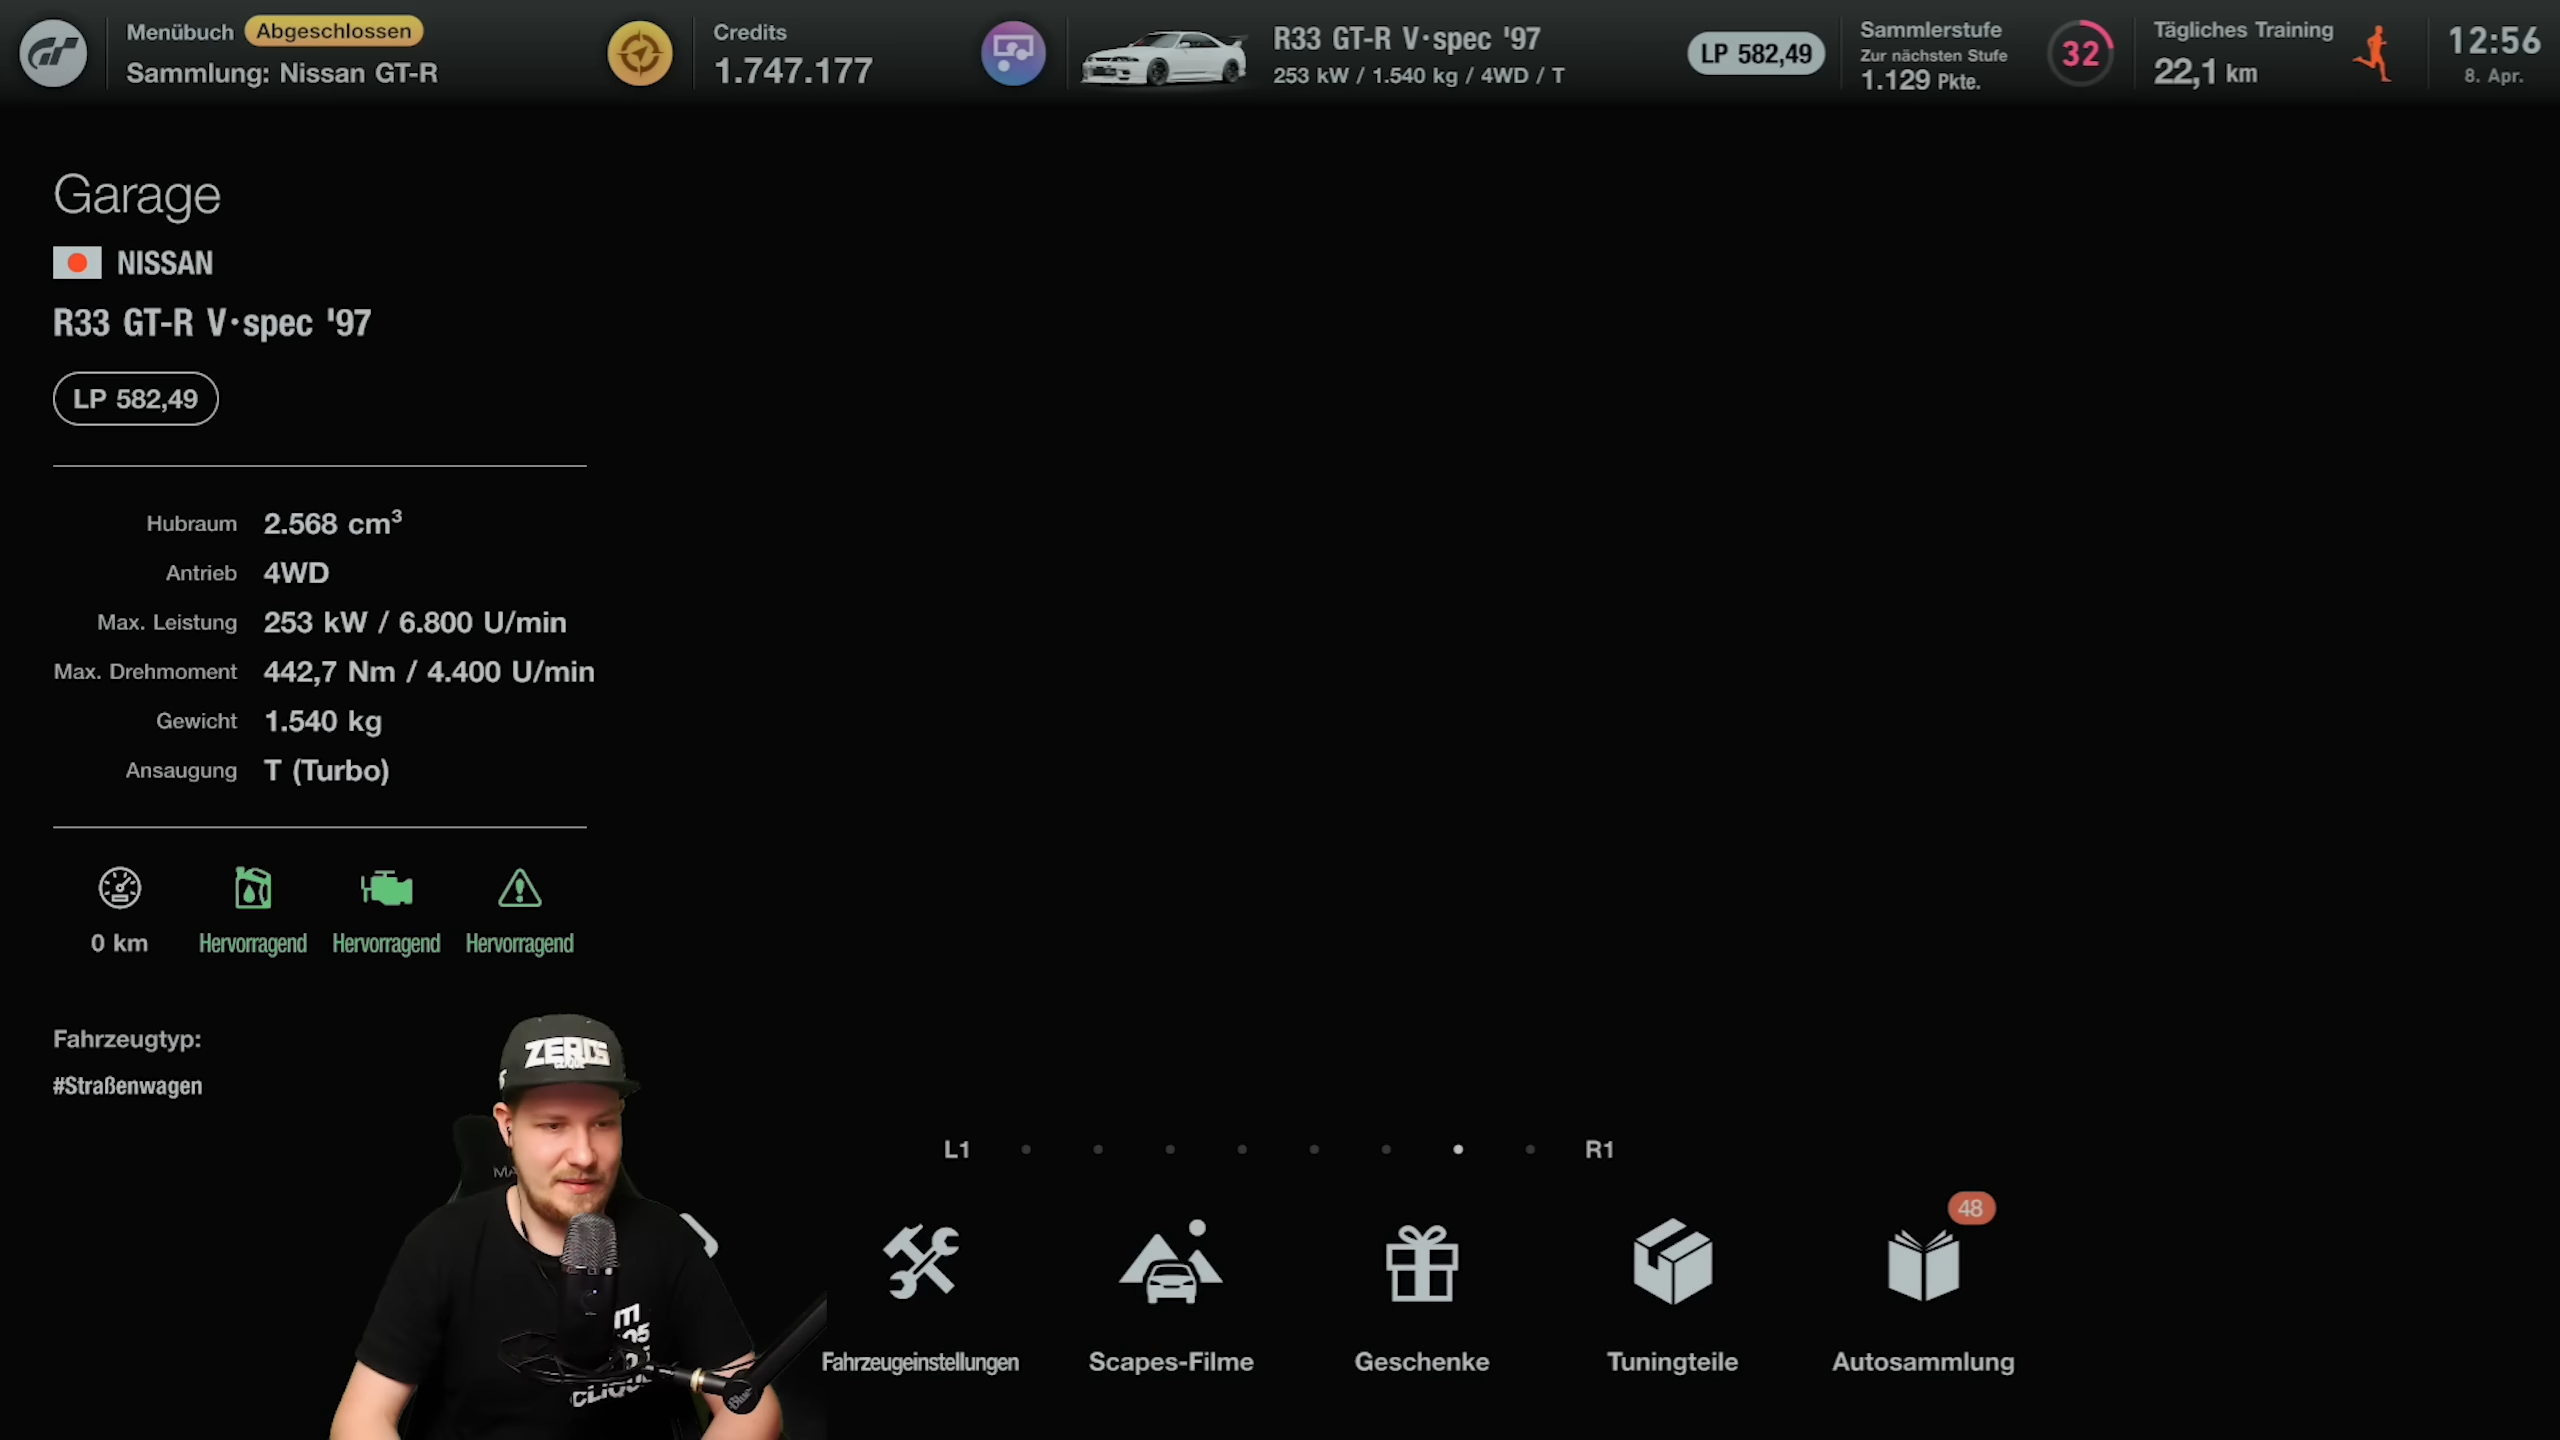 Menübuch Abgeschlossen
Sammlung: Nissan GT-R
Credits
1.747.177
R33 GT-R V·spec '97
253 kW / 1.540 kg / 4WD / T
LP 582,49
Sammlerstufe
Zur nächsten Stufe
1.129 Pkte.
32
Tägliches Training
22,1 km
12:56
8. Apr.
Garage
NISSAN
R33 GT-R V·spec '97
LP 582,49
Hubraum 2.568 cm³
Antrieb 4WD
Max. Leistung 253 kW / 6.800 U/min
Max. Drehmoment 442,7 Nm / 4.400 U/min
Gewicht 1.540 kg
Ansaugung T (Turbo)
0 km Hervorragend Hervorragend Hervorragend
Fahrzeugtyp:
#Straßenwagen
ZEROS
CLIQUE
L1 R1
48
Fahrzeugeinstellungen Scapes-Filme Geschenke Tuningteile Autosammlung
CLIQUE
Blue